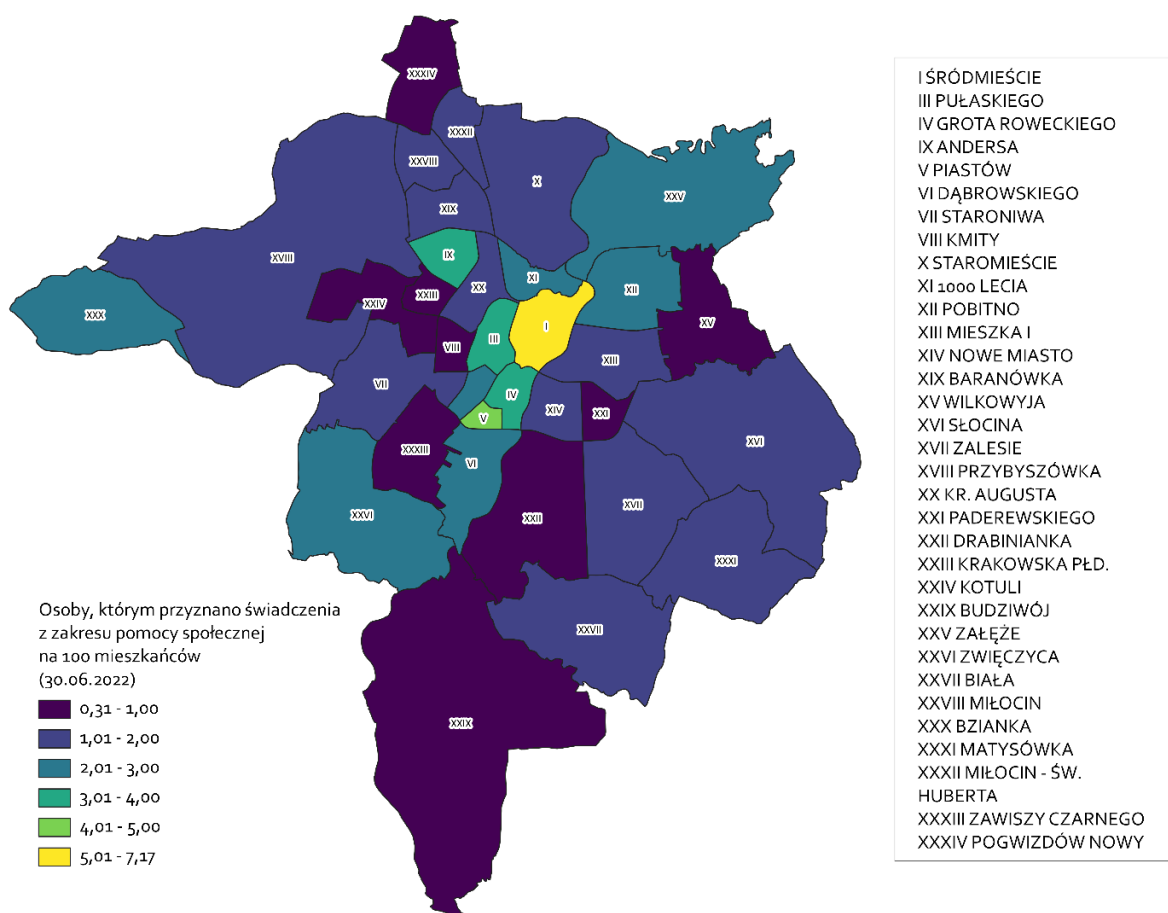 XXXIV
XXXII
XXVIII
X
XXV
XIX
XVIII
IX
XI
XX
XII
XXIII
XXIV
XXX
I
XV
III
VIII
XIII
VII
IV
XIV
XXI
V
XVI
XXXIII
VI
XXVI
XXII
XVII
XXXI
XXVII
XXIX
Osoby, którym przyznano świadczenia
z zakresu pomocy społecznej
na 100 mieszkańców
(30.06.2022)
0,31 - 1,00
1,01 - 2,00
2,01 - 3,00
3,01 - 4,00
4,01 - 5,00
5,01 - 7,17
I ŚRÓDMIEŚCIE
III PUŁASKIEGO
IV GROTA ROWECKIEGO
IX ANDERSA
V PIASTÓW
VI DĄBROWSKIEGO
VII STARONIWA
VIII KMITY
X STAROMIEŚCIE
XI 1000 LECIA
XII POBITNO
XIII MIESZKA I
XIV NOWE MIASTO
XIX BARANÓWKA
XV WILKOWYJA
XVI SŁOCINA
XVII ZALESIE
XVIII PRZYBYSZÓWKA
XX KR. AUGUSTA
XXI PADEREWSKIEGO
XXII DRABINIANKA
XXIII KRAKOWSKA PŁD.
XXIV KOTULI
XXIX BUDZIWÓJ
XXV ZAŁĘŻE
XXVI ZWIĘCZYCA
XXVII BIAŁA
XXVIII MIŁOCIN
XXX BZIANKA
XXXI MATYSÓWKA
XXXII MIŁOCIN - ŚW.
HUBERTA
XXXIII ZAWISZY CZARNEGO
XXXIV POGWIZDÓW NOWY